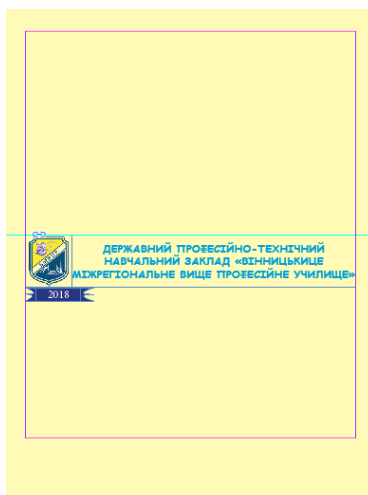 ДЕРЖАВНИЙ ПРОФЕСІЙНО-ТЕХНІЧНИЙ
НАВЧАЛЬНИЙ ЗАКЛАД «ВІННИЦЬКИЦЕ
МІЖРЕГІОНАЛЬНЕ ВИЩЕ ПРОФЕСІЙНЕ УЧИЛИЩЕ»
2018